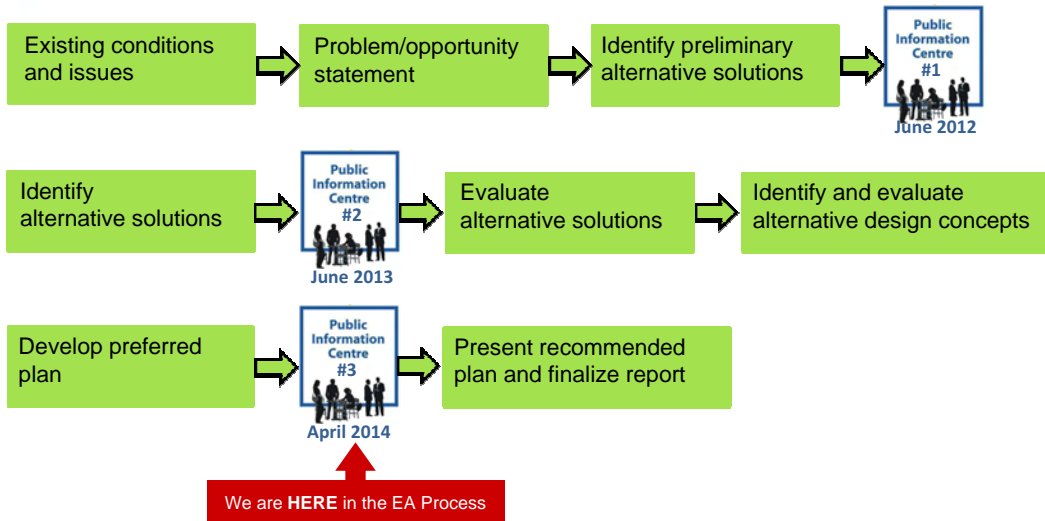 Existing conditions
and issues
Problem/opportunity
statement
Identify preliminary
alternative solutions
Public
Information
Centre
#1
June 2012
Identify
alternative solutions
Public
Information
Centre
#2
June 2013
Evaluate
alternative solutions
Identify and evaluate
alternative design concepts
Develop preferred
plan
Public
Information
Centre
#3
April 2014
Present recommended
plan and finalize report
We are HERE in the EA Process